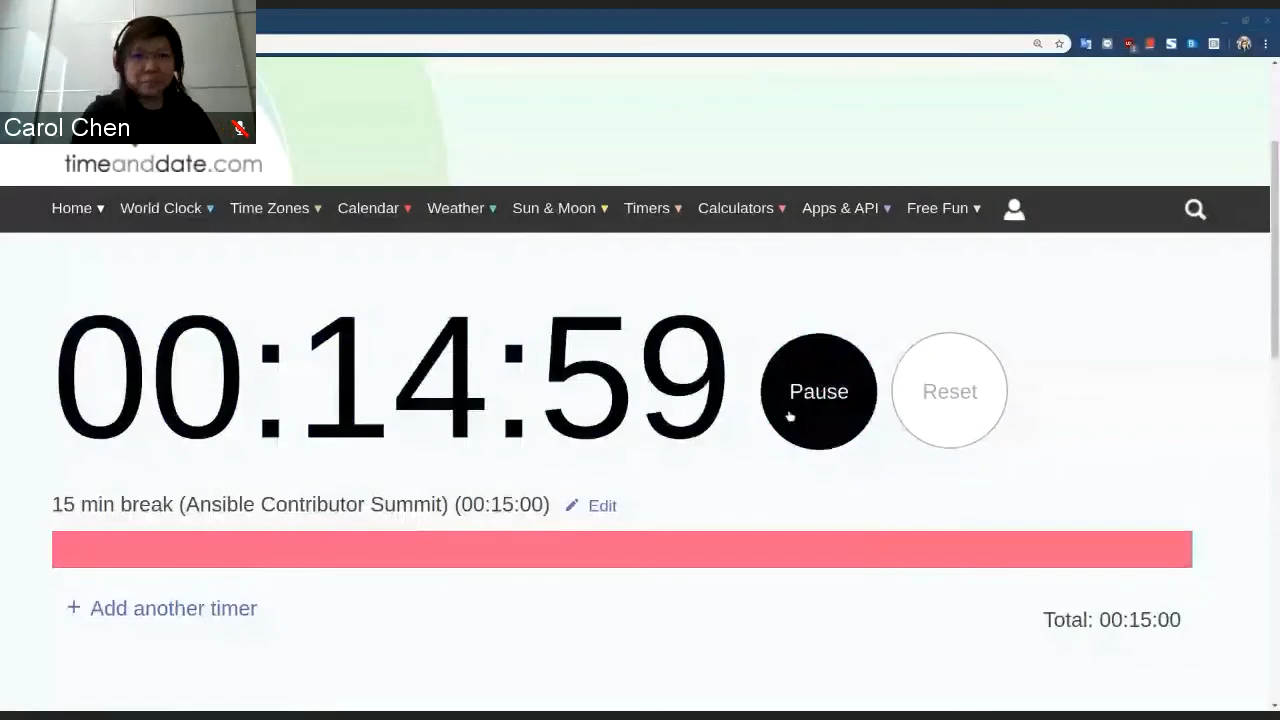 Carol Chen
timeanddate.com
Home World Clock Time Zones Calendar Weather Sun & Moon Timers Calculators Apps & API Free Fun
00:14:59 Pause Reset
15 min break (Ansible Contributor Summit) (00:15:00) Edit
+ Add another timer
Total: 00:15:00